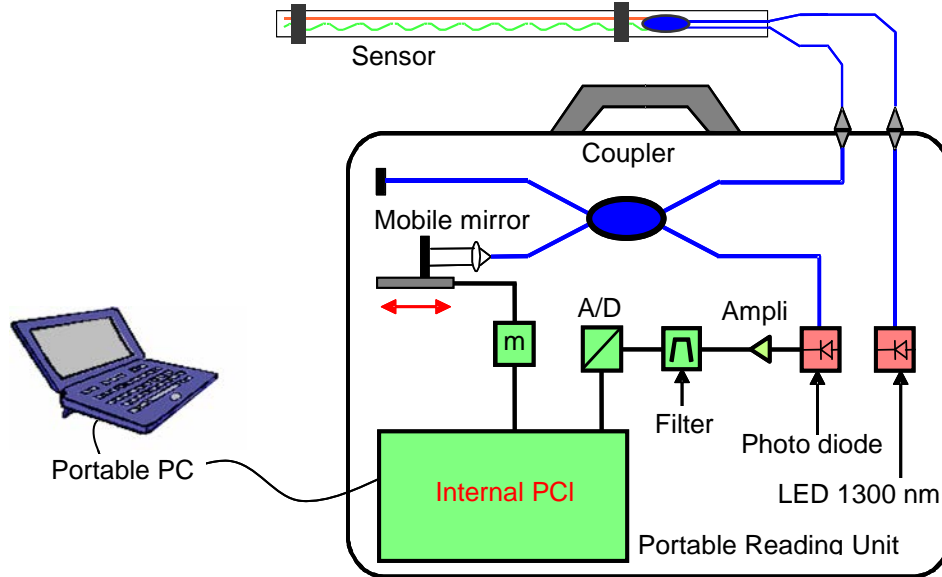 Sensor
Coupler
Mobile mirror
A/D
Ampli
m
Filter
Photo diode
Portable PC
Internal PCI
LED 1300 nm
Portable Reading Unit